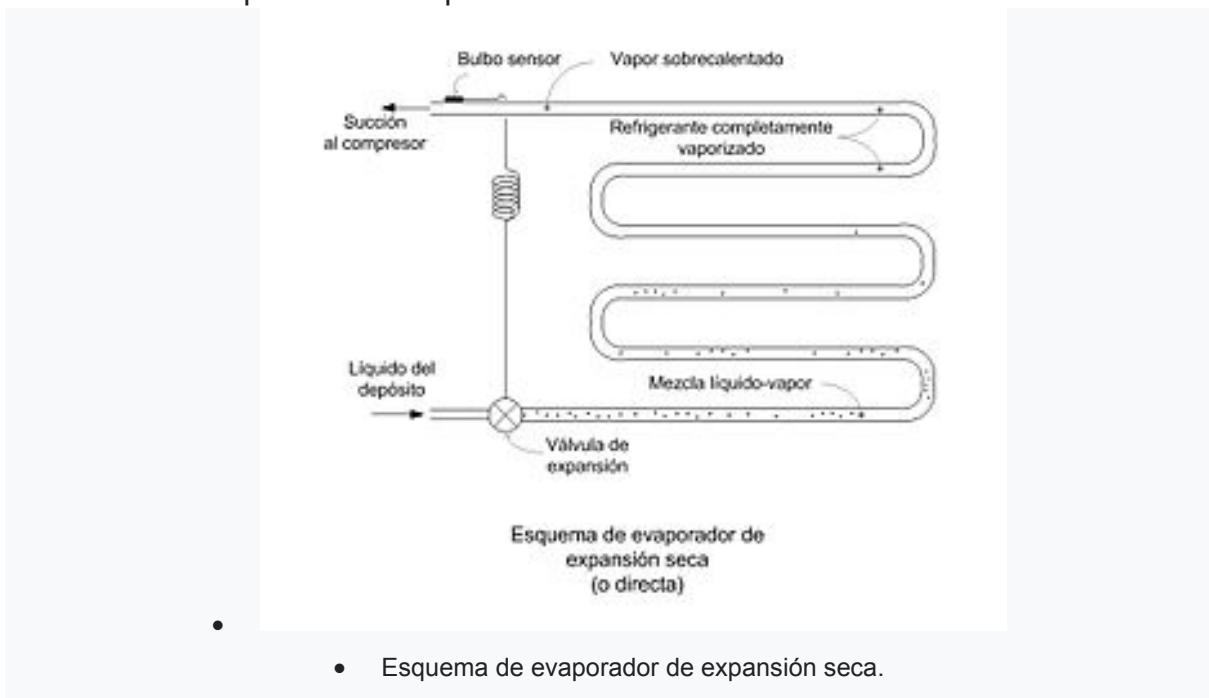 Bulbo sensor
Vapor sobrecalentado
Succión
al compresor
Refrigerante completamente
vaporizado
Líquido del
depósito
Mezcla líquido-vapor
Válvula de
expansión
Esquema de evaporador de
expansión seca
(o directa)
• Esquema de evaporador de expansión seca.